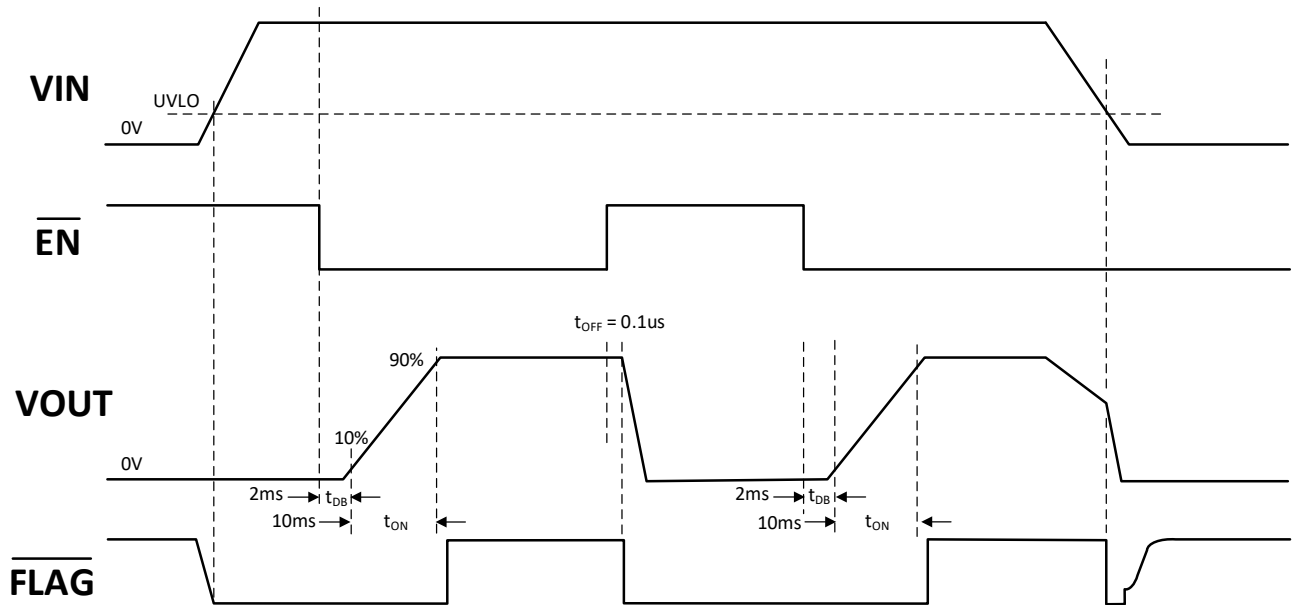 VIN
UVLO
0V
EN
tOFF = 0.1us
90%
VOUT
10%
0V
2ms
tDB
2ms
tDB
10ms
tON
10ms
tON
FLAG